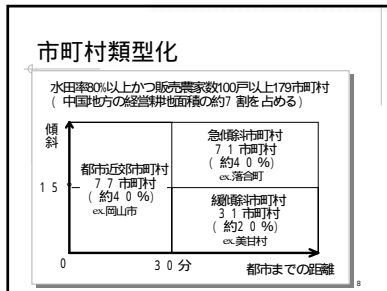 市町村類型化
水田率80%以上かつ販売農家数100戸以上179市町村
( 中国地方の経営耕地面積の約7 割を占める)
傾斜
急傾斜市町村
71市町村
( 約40%)
ex.落合町
都市近郊市町村
77市町村
( 約40%)
ex.岡山市
15
緩傾斜市町村
31市町村
( 約20%)
ex.美甘村
0
30分
都市までの距離
8